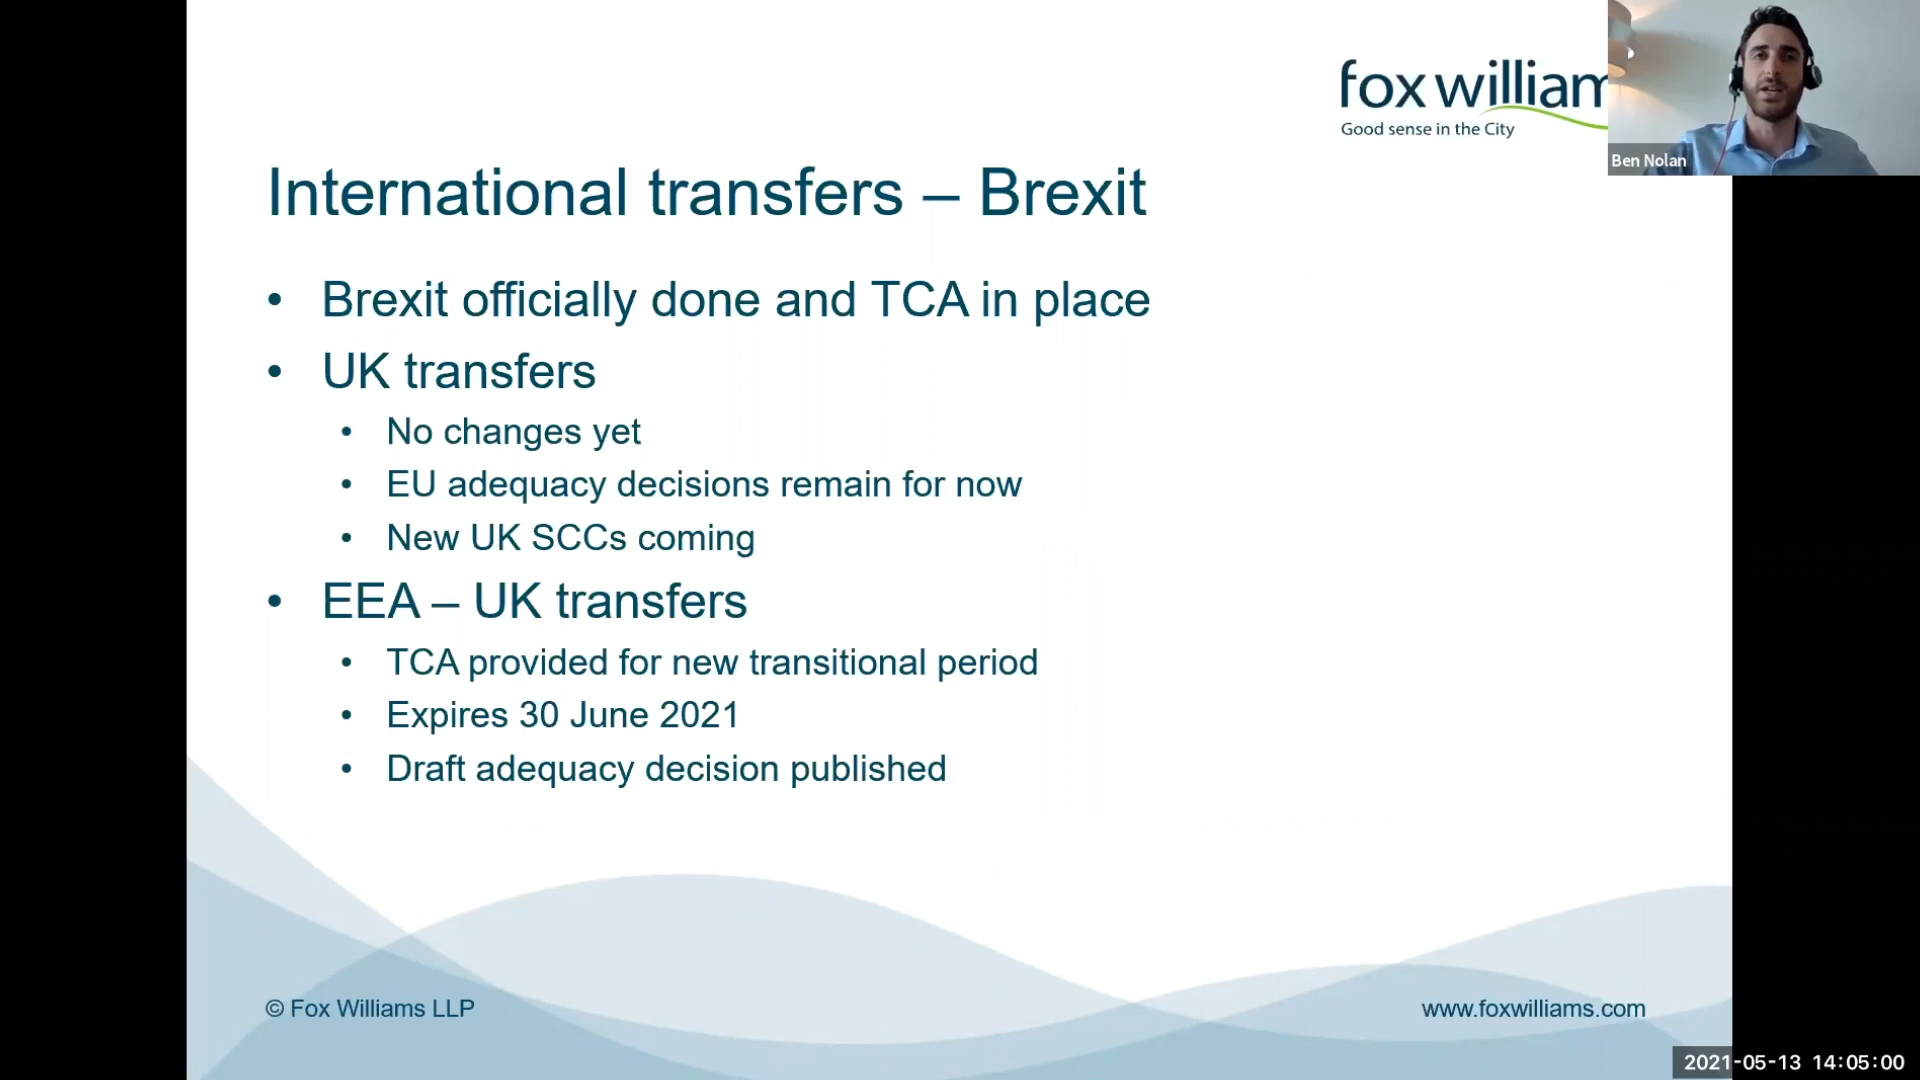 fox william
Good sense in the City
Ben Nolan
International transfers – Brexit
• Brexit officially done and TCA in place
• UK transfers
• No changes yet
• EU adequacy decisions remain for now
• New UK SCCs coming
• EEA – UK transfers
• TCA provided for new transitional period
• Expires 30 June 2021
• Draft adequacy decision published
© Fox Williams LLP
www.foxwilliams.com
2021-05-13 14:05:00